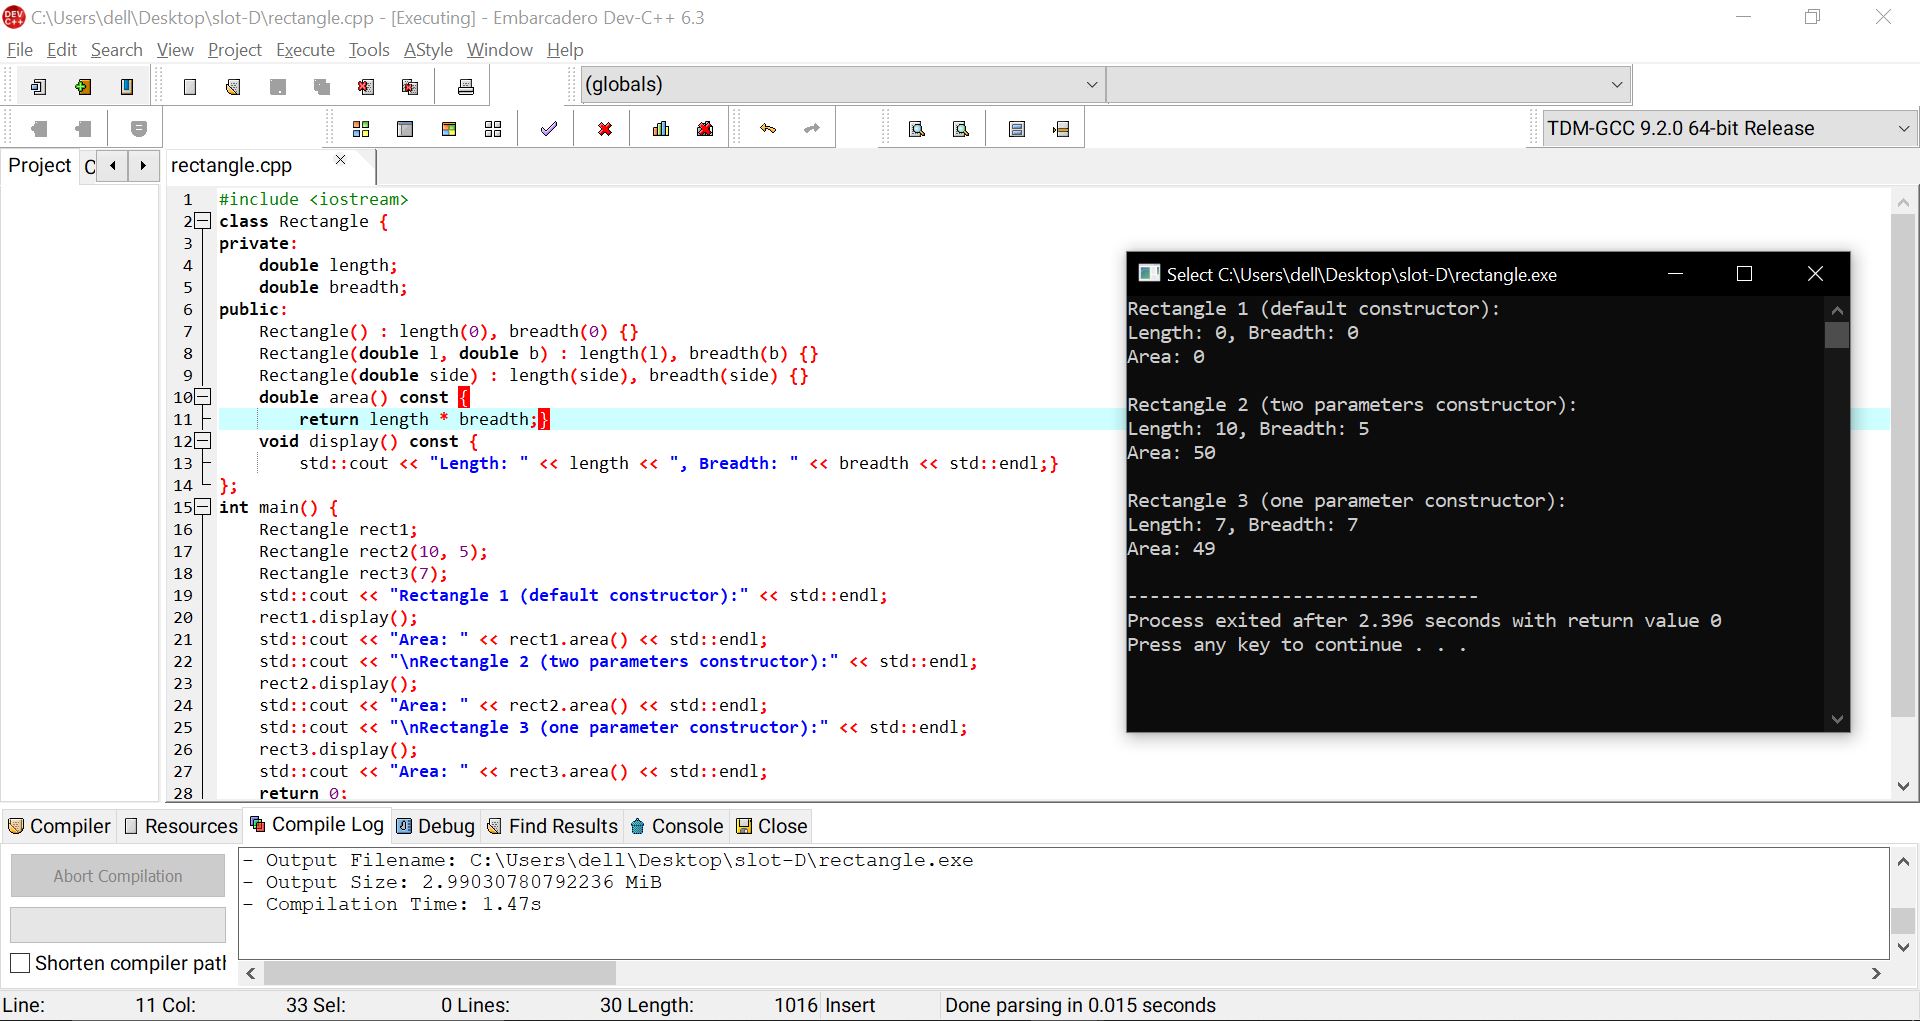 C:\Users\dell\Desktop\slot-D\rectangle.cpp - [Executing] - Embarcadero Dev-C++ 6.3
File Edit Search View Project Execute Tools AStyle Window Help
(globals)
TDM-GCC 9.2.0 64-bit Release
Project C rectangle.cpp
1 #include <iostream>
2 class Rectangle {
3 private:
4 double length;
5 double breadth;
6 public:
7 Rectangle() : length(0), breadth(0) {}
8 Rectangle(double l, double b) : length(l), breadth(b) {}
9 Rectangle(double side) : length(side), breadth(side) {}
10 double area() const {
11 return length * breadth;}
12 void display() const {
13 std::cout << "Length: " << length << ", Breadth: " << breadth << std::endl;}
14 };
15 int main() {
16 Rectangle rect1;
17 Rectangle rect2(10, 5);
18 Rectangle rect3(7);
19 std::cout << "Rectangle 1 (default constructor):" << std::endl;
20 rect1.display();
21 std::cout << "Area: " << rect1.area() << std::endl;
22 std::cout << "\nRectangle 2 (two parameters constructor):" << std::endl;
23 rect2.display();
24 std::cout << "Area: " << rect2.area() << std::endl;
25 std::cout << "\nRectangle 3 (one parameter constructor):" << std::endl;
26 rect3.display();
27 std::cout << "Area: " << rect3.area() << std::endl;
28 return 0;
Select C:\Users\dell\Desktop\slot-D\rectangle.exe
Rectangle 1 (default constructor):
Length: 0, Breadth: 0
Area: 0
Rectangle 2 (two parameters constructor):
Length: 10, Breadth: 5
Area: 50
Rectangle 3 (one parameter constructor):
Length: 7, Breadth: 7
Area: 49
--------------------------------
Process exited after 2.396 seconds with return value 0
Press any key to continue . . .
Compiler Resources Compile Log Debug Find Results Console Close
Abort Compilation
Shorten compiler path
- Output Filename: C:\Users\dell\Desktop\slot-D\rectangle.exe
- Output Size: 2.99030780792236 MiB
- Compilation Time: 1.47s
Line: 11 Col: 33 Sel: 0 Lines: 30 Length: 1016 Insert Done parsing in 0.015 seconds